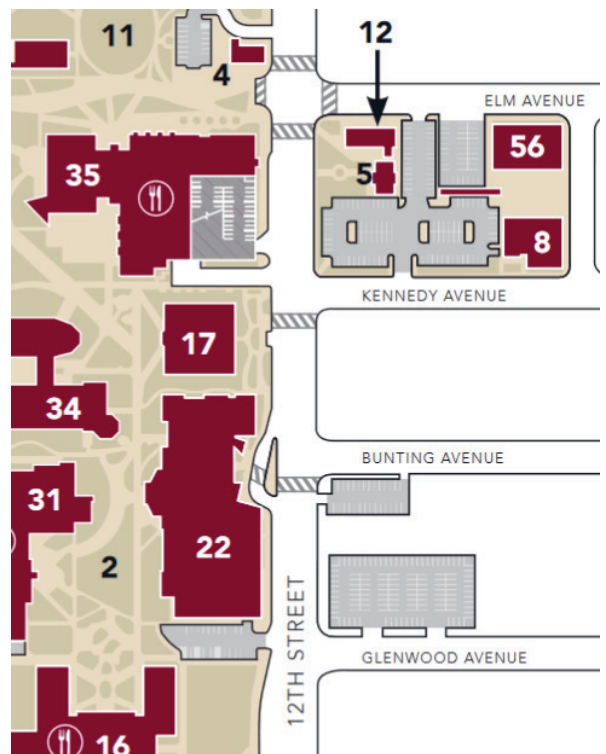 11
12
4
ELM AVENUE
56
35
5
8
KENNEDY AVENUE
17
34
BUNTING AVENUE
31
22
2
12TH STREET
GLENWOOD AVENUE
16